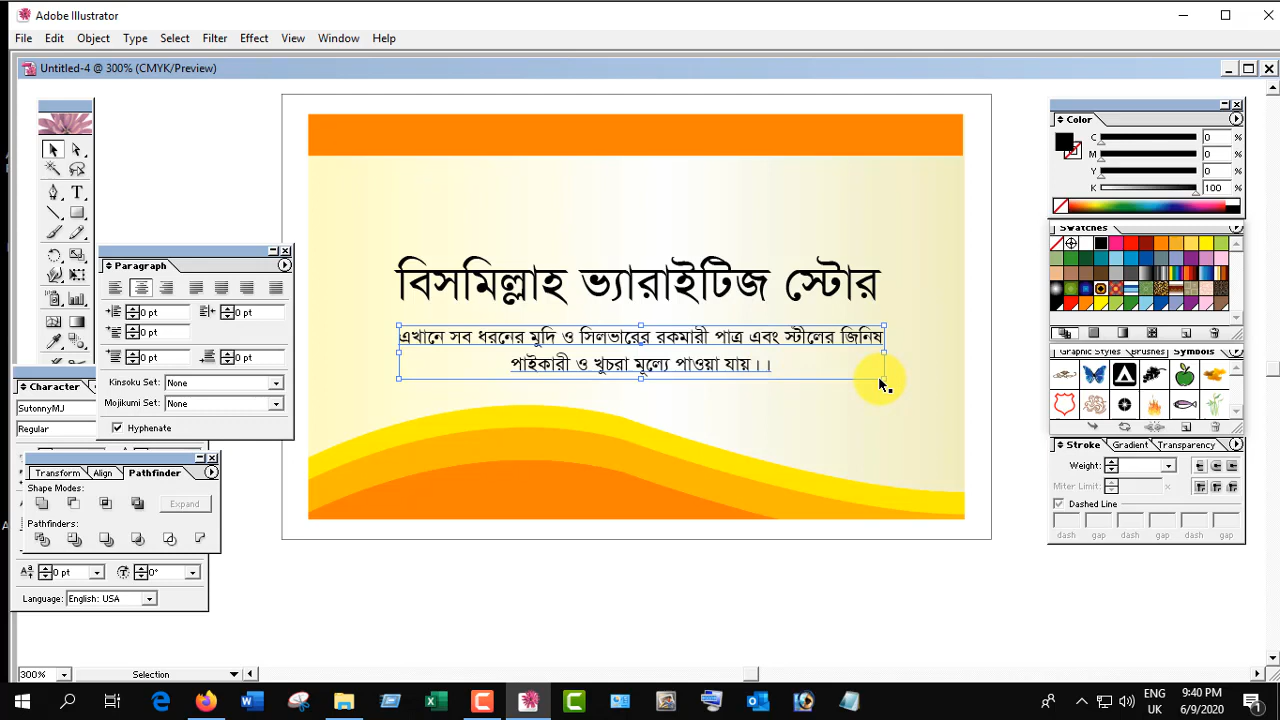 Adobe Illustrator
File Edit Object Type Select Filter Effect View Window Help
Untitled-4 @ 300% (CMYK/Preview)
Color
C 0 %
M 0 %
Y 0 %
K 100 %
Swatches
Graphic Styles Brushes Symbols
Stroke Gradient Transparency
Weight:
Miter Limit: x
Dashed Line
dash gap dash gap dash gap
Paragraph
0 pt 0 pt
0 pt
0 pt 0 pt
Kinsoku Set: None
Mojikumi Set: None
Hyphenate
Character
SutonnyMJ
Regular
Transform Align Pathfinder
Shape Modes:
Expand
Pathfinders:
0 pt 0°
Language: English: USA
বিসমিল্লাহ ভ্যারাইটিজ স্টোর
এখানে সব ধরনের মুদি ও সিলভারের রকমারী পাত্র এবং স্টীলের জিনিষ
পাইকারী ও খুচরা মূল্যে পাওয়া যায়।।
300% Selection
ENG
UK
9:40 PM
6/9/2020
1